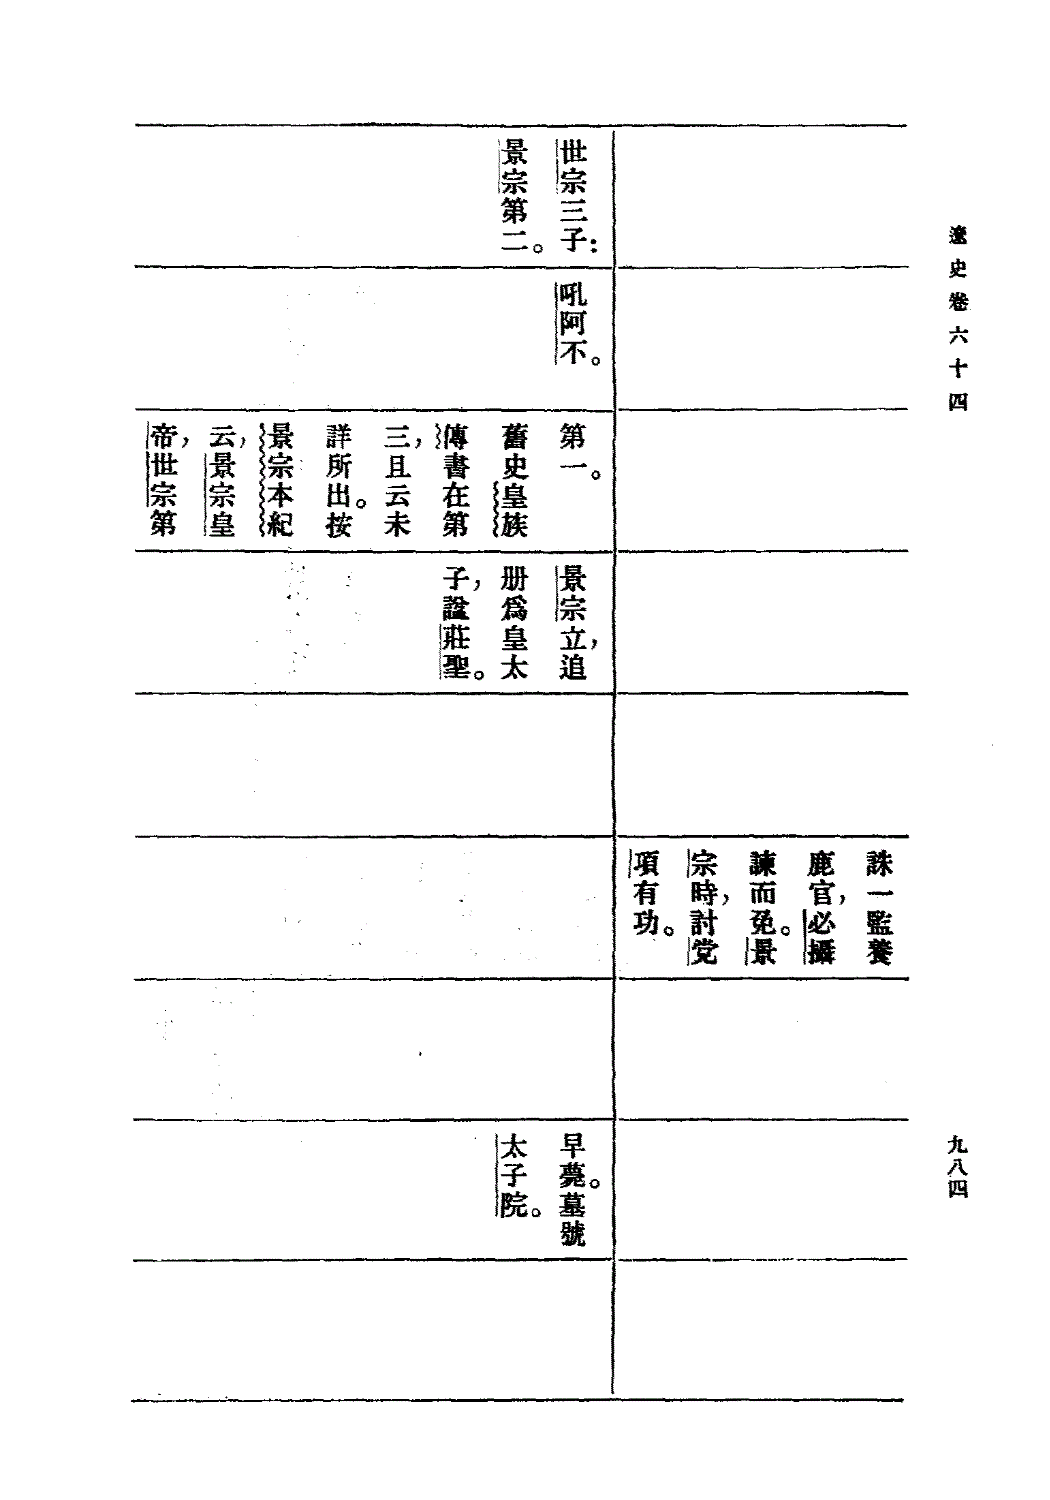 遼史卷六十四
九八四
誅一監養
鹿官，必攝
諫而免。景
宗時，討党
項有功。
世宗三子：
景宗第二。
吼阿不。
第一。
舊史皇族
傳書在第
三，且云未
詳所出。按
景宗本紀
云，景宗皇
帝，世宗第
景宗立，追
册爲皇太
子，諡莊聖。
早薨。墓號
太子院。